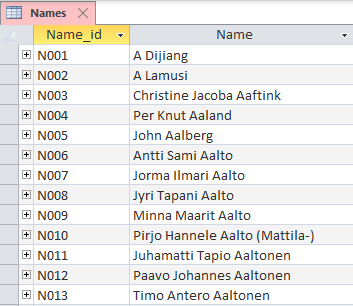 Names
Name_id Name
N001 A Dijiang
N002 A Lamusi
N003 Christine Jacoba Aaftink
N004 Per Knut Aaland
N005 John Aalberg
N006 Antti Sami Aalto
N007 Jorma Ilmari Aalto
N008 Jyri Tapani Aalto
N009 Minna Maarit Aalto
N010 Pirjo Hannele Aalto (Mattila-)
N011 Juhamatti Tapio Aaltonen
N012 Paavo Johannes Aaltonen
N013 Timo Antero Aaltonen